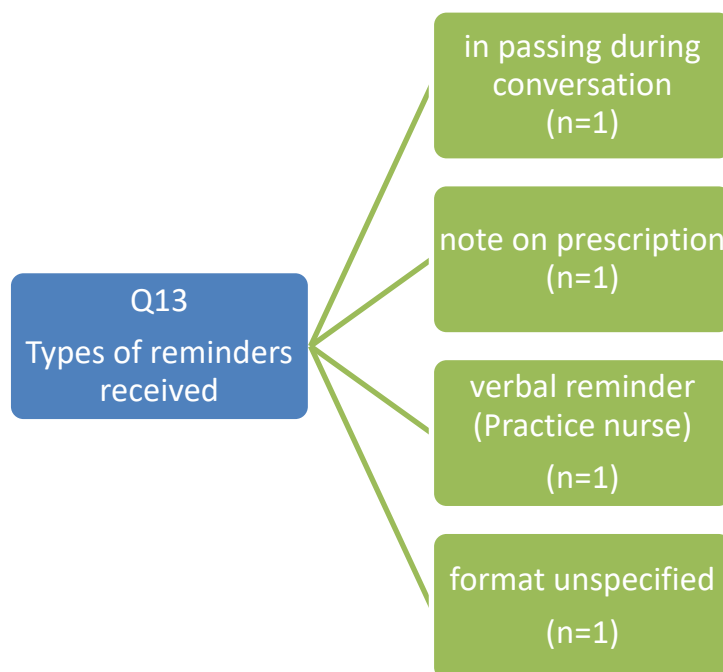 Q13
Types of reminders
received
in passing during
conversation
(n=1)
note on prescription
(n=1)
verbal reminder
(Practice nurse)
(n=1)
format unspecified
(n=1)